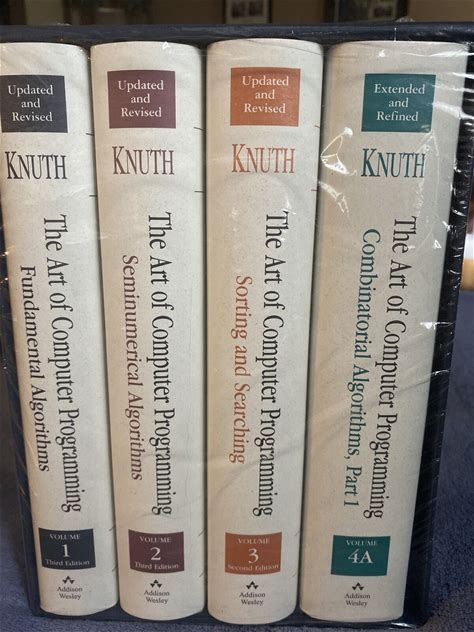 Updated
and
Revised
KNUTH
The Art of Computer Programming
Fundamental Algorithms
VOLUME
1
Third Edition
Addison
Wesley
Updated and
Revised
KNUTH
The Art of Computer Programming
Seminumerical Algorithms
VOLUME
2
Third Edition
Addison
Wesley
Updated
and
Revised
KNUTH
The Art of Computer Programming
Sorting and Searching
VOLUME
3
Second Edition
Addison
Wesley
Extended
and
Refined
KNUTH
The Art of Computer Programming
Combinatorial Algorithms, Part 1
VOLUME
4A
Addison
Wesley